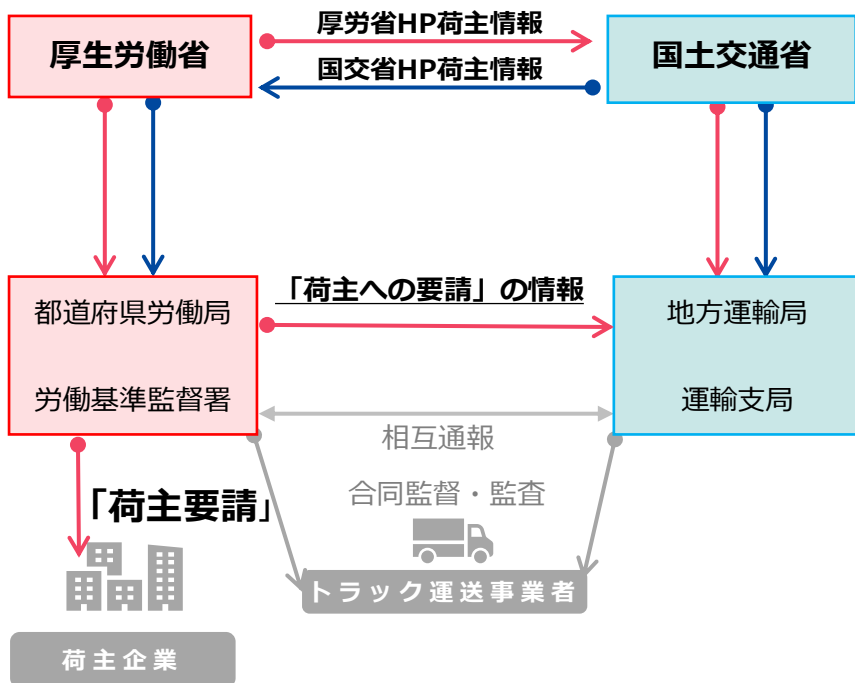 厚生労働省
厚労省HP荷主情報
国交省HP荷主情報
国土交通省
都道府県労働局
労働基準監督署
「荷主への要請」の情報
地方運輸局
運輸支局
相互通報
合同監督・監査
「荷主要請」
トラック運送事業者
荷主企業